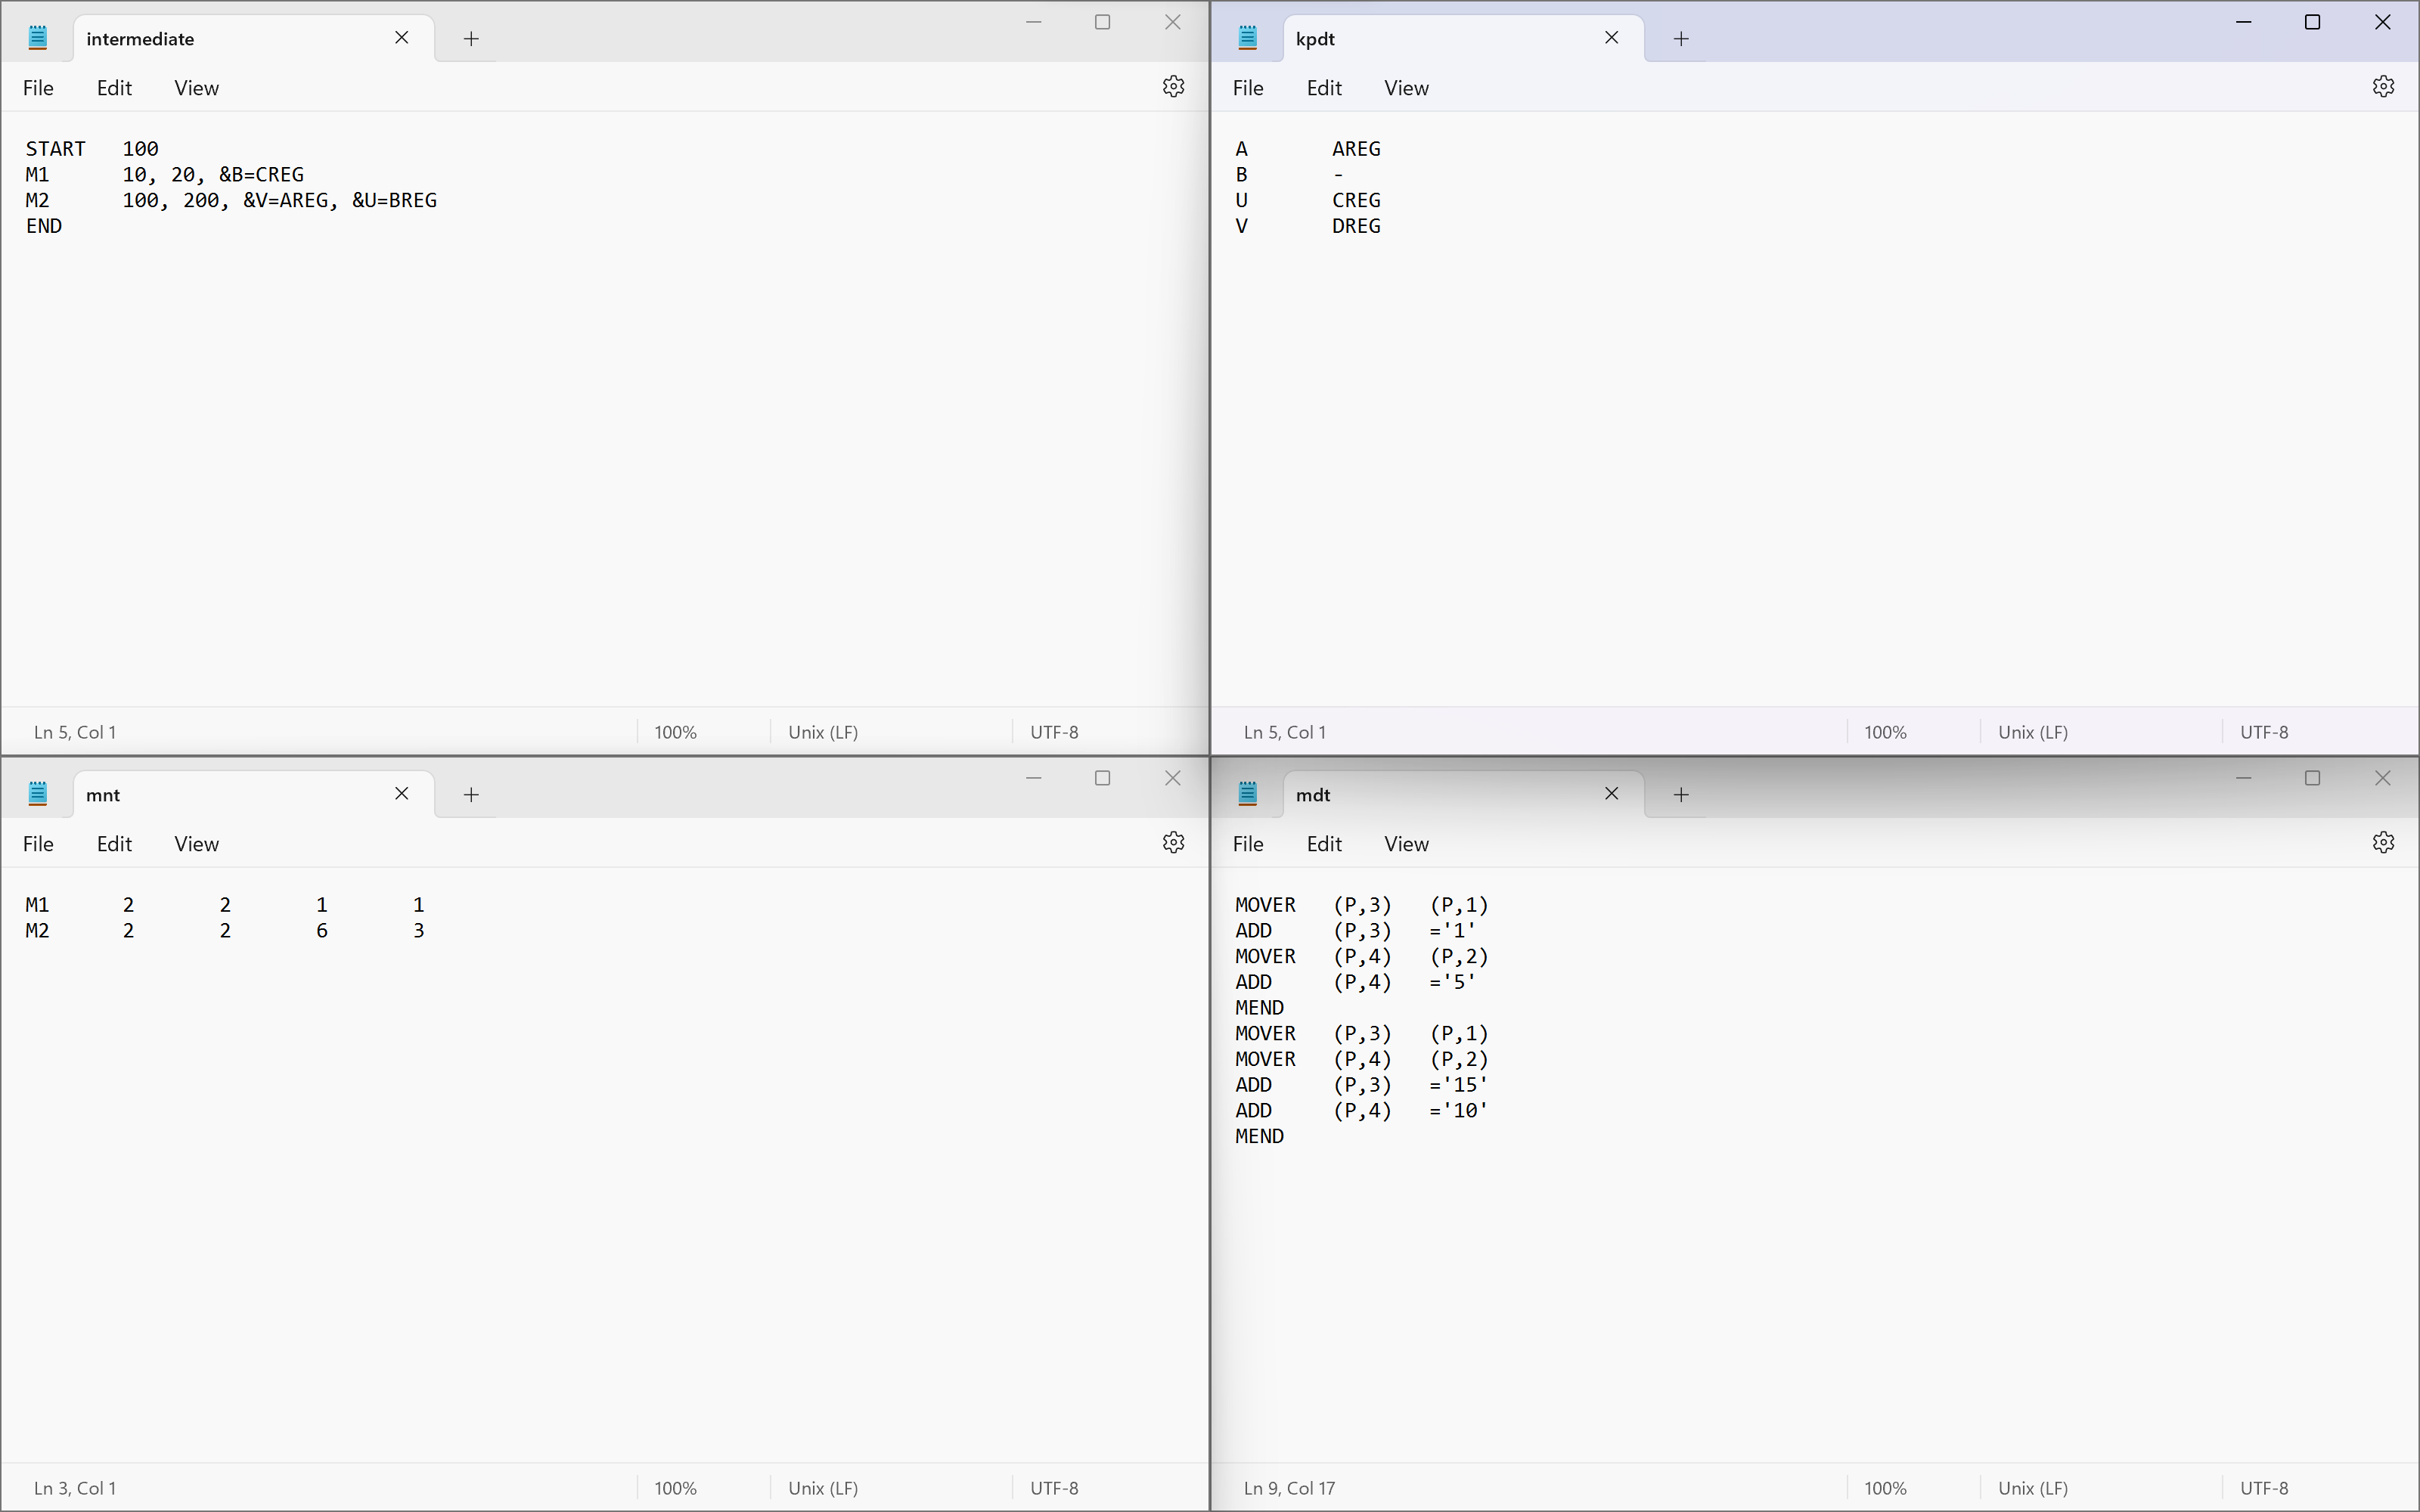 intermediate
File Edit View
START 100
M1 10, 20, &B=CREG
M2 100, 200, &V=AREG, &U=BREG
END
Ln 5, Col 1 100% Unix (LF) UTF-8
kpdt
File Edit View
A AREG
B -
U CREG
V DREG
Ln 5, Col 1 100% Unix (LF) UTF-8
mnt
File Edit View
M1 2 2 1 1
M2 2 2 6 3
Ln 3, Col 1 100% Unix (LF) UTF-8
mdt
File Edit View
MOVER (P,3) (P,1)
ADD (P,3) ='1'
MOVER (P,4) (P,2)
ADD (P,4) ='5'
MEND
MOVER (P,3) (P,1)
MOVER (P,4) (P,2)
ADD (P,3) ='15'
ADD (P,4) ='10'
MEND
Ln 9, Col 17 100% Unix (LF) UTF-8